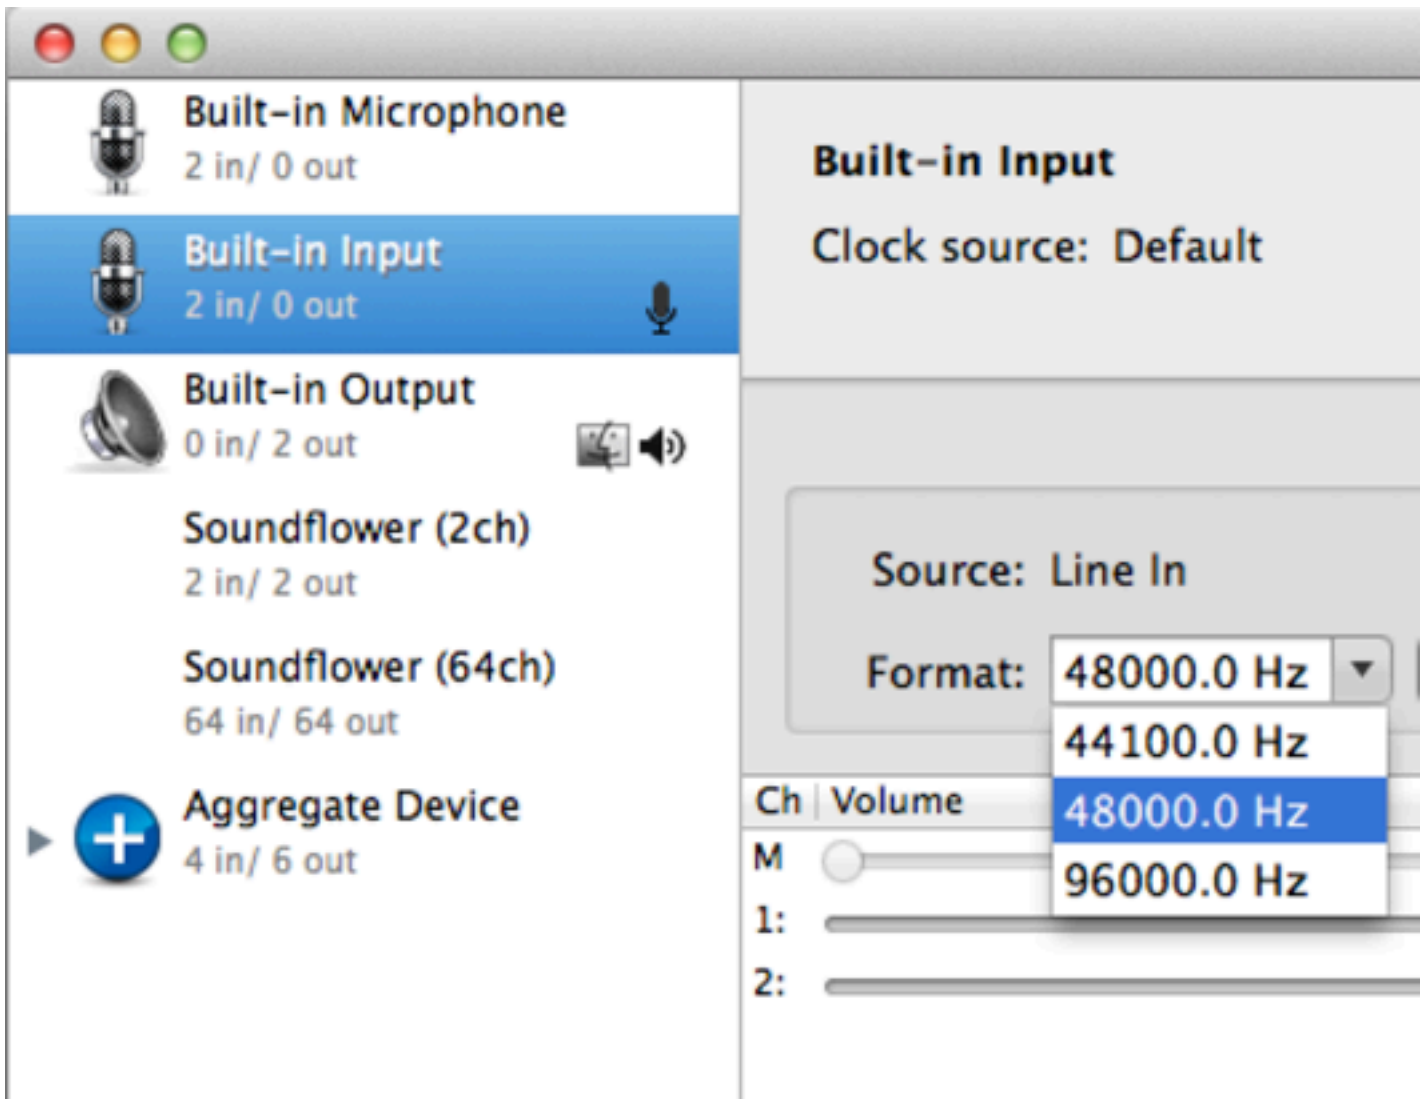 Built-in Microphone
2 in/ 0 out
Built-in Input
2 in/ 0 out
Built-in Output
0 in/ 2 out
Soundflower (2ch)
2 in/ 2 out
Soundflower (64ch)
64 in/ 64 out
Aggregate Device
4 in/ 6 out
Built-in Input
Clock source: Default
Source: Line In
Format: 48000.0 Hz
44100.0 Hz
48000.0 Hz
96000.0 Hz
Ch Volume
M
1:
2: